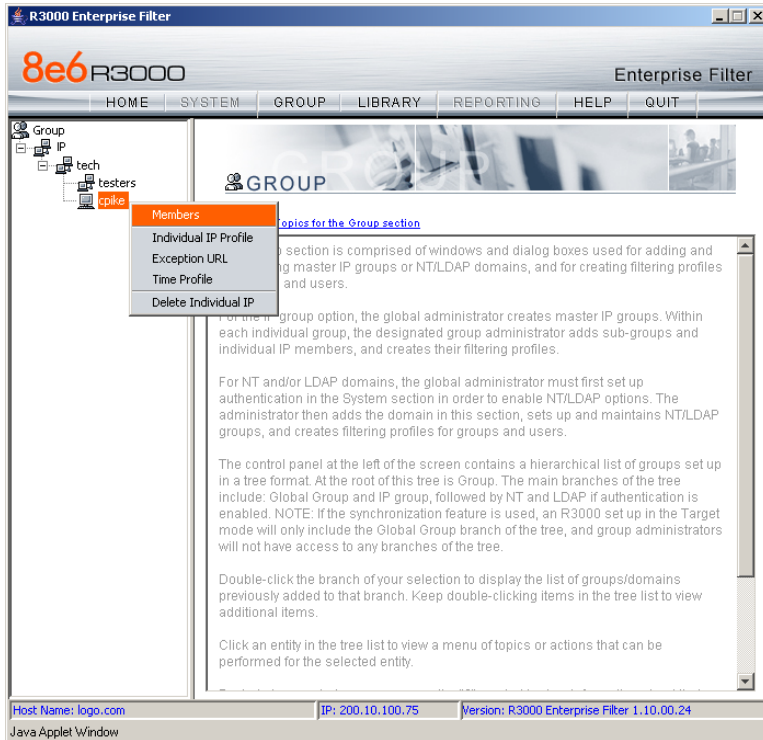 R3000 Enterprise Filter
8e6 R3000
Enterprise Filter
HOME SYSTEM GROUP LIBRARY REPORTING HELP QUIT
Group
IP
tech
testers
cpike
Members
Individual IP Profile
Exception URL
Time Profile
Delete Individual IP
GROUP
GROUP
opics for the Group section
section is comprised of windows and dialog boxes used for adding and
ng master IP groups or NT/LDAP domains, and for creating filtering profiles
and users.
For the IP group option, the global administrator creates master IP groups. Within
each individual group, the designated group administrator adds sub-groups and
individual IP members, and creates their filtering profiles.
For NT and/or LDAP domains, the global administrator must first set up
authentication in the System section in order to enable NT/LDAP options. The
administrator then adds the domain in this section, sets up and maintains NT/LDAP
groups, and creates filtering profiles for groups and users.
The control panel at the left of the screen contains a hierarchical list of groups set up
in a tree format. At the root of this tree is Group. The main branches of the tree
include: Global Group and IP group, followed by NT and LDAP if authentication is
enabled. NOTE: If the synchronization feature is used, an R3000 set up in the Target
mode will only include the Global Group branch of the tree, and group administrators
will not have access to any branches of the tree.
Double-click the branch of your selection to display the list of groups/domains
previously added to that branch. Keep double-clicking items in the tree list to view
additional items.
Click an entity in the tree list to view a menu of topics or actions that can be
performed for the selected entity.
Host Name: logo.com
IP: 200.10.100.75
Version: R3000 Enterprise Filter 1.10.00.24
Java Applet Window